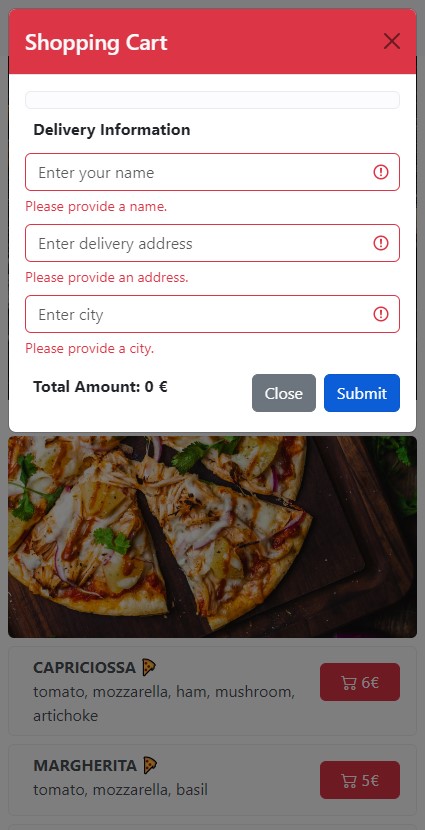 Shopping Cart
Delivery Information
Enter your name
Please provide a name.
Enter delivery address
Please provide an address.
Enter city
Please provide a city.
Total Amount: 0 €
Close
Submit
CAPRICIOSSA
6€
tomato, mozzarella, ham, mushroom,
artichoke
MARGHERITA
5€
tomato, mozzarella, basil